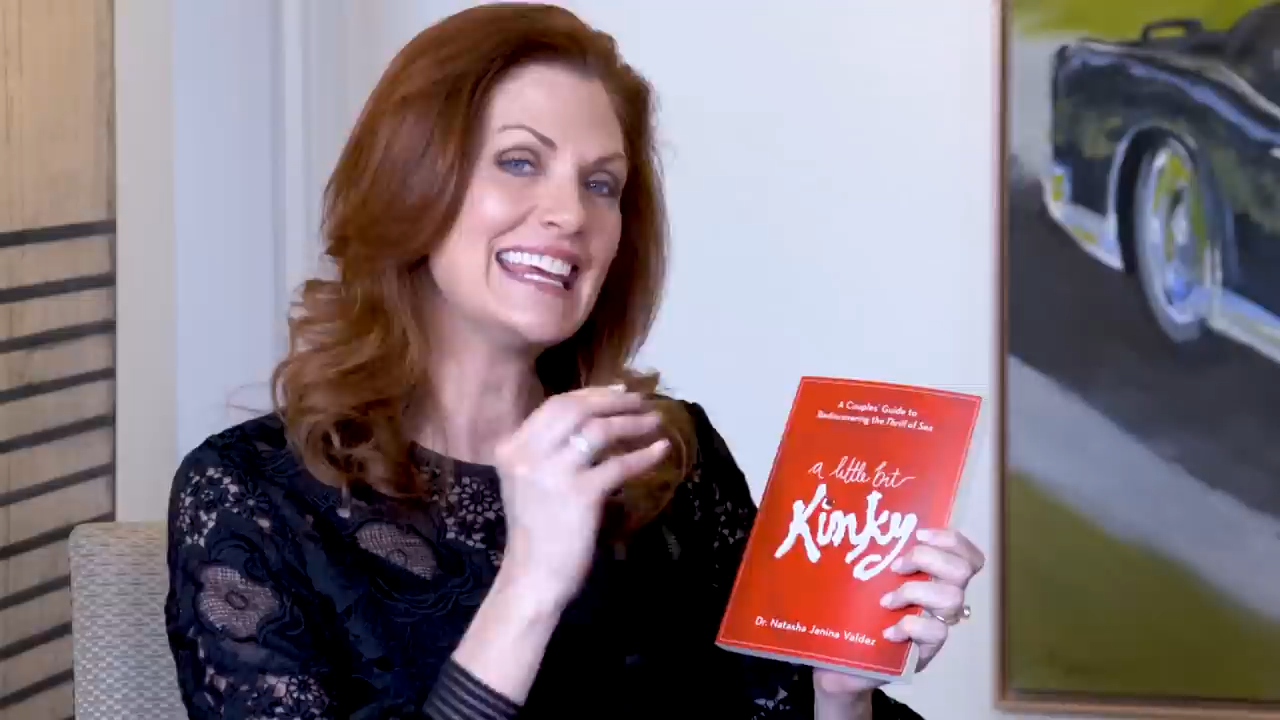 A Couples' Guide to
Rediscovering the Thrill of Sex
a little bit
Kinky
Dr. Natasha Janina Valdez